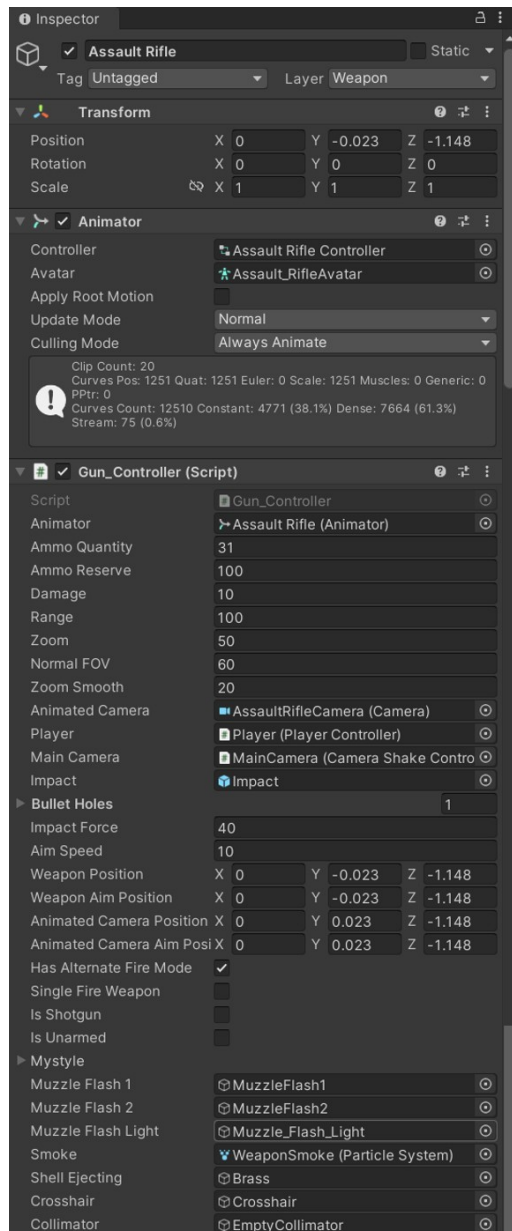 Inspector
Assault Rifle Static
Tag Untagged Layer Weapon
Transform
Position X 0 Y -0.023 Z -1.148
Rotation X 0 Y 0 Z 0
Scale X 1 Y 1 Z 1
Animator
Controller Assault Rifle Controller
Avatar Assault_RifleAvatar
Apply Root Motion
Update Mode Normal
Culling Mode Always Animate
Clip Count: 20
Curves Pos: 1251 Quat: 1251 Euler: 0 Scale: 1251 Muscles: 0 Generic: 0
PPtr: 0
Curves Count: 12510 Constant: 4771 (38.1%) Dense: 7664 (61.3%)
Stream: 75 (0.6%)
# Gun_Controller (Script)
Script # Gun_Controller
Animator Assault Rifle (Animator)
Ammo Quantity 31
Ammo Reserve 100
Damage 10
Range 100
Zoom 50
Normal FOV 60
Zoom Smooth 20
Animated Camera AssaultRifleCamera (Camera)
Player # Player (Player Controller)
Main Camera # MainCamera (Camera Shake Contro
Impact Impact
Bullet Holes 1
Impact Force 40
Aim Speed 10
Weapon Position X 0 Y -0.023 Z -1.148
Weapon Aim Position X 0 Y -0.023 Z -1.148
Animated Camera Position X 0 Y 0.023 Z -1.148
Animated Camera Aim Posi X 0 Y 0.023 Z -1.148
Has Alternate Fire Mode
Single Fire Weapon
Is Shotgun
Is Unarmed
Mystyle
Muzzle Flash 1 MuzzleFlash1
Muzzle Flash 2 MuzzleFlash2
Muzzle Flash Light Muzzle_Flash_Light
Smoke WeaponSmoke (Particle System)
Shell Ejecting Brass
Crosshair Crosshair
Collimator EmptyCollimator